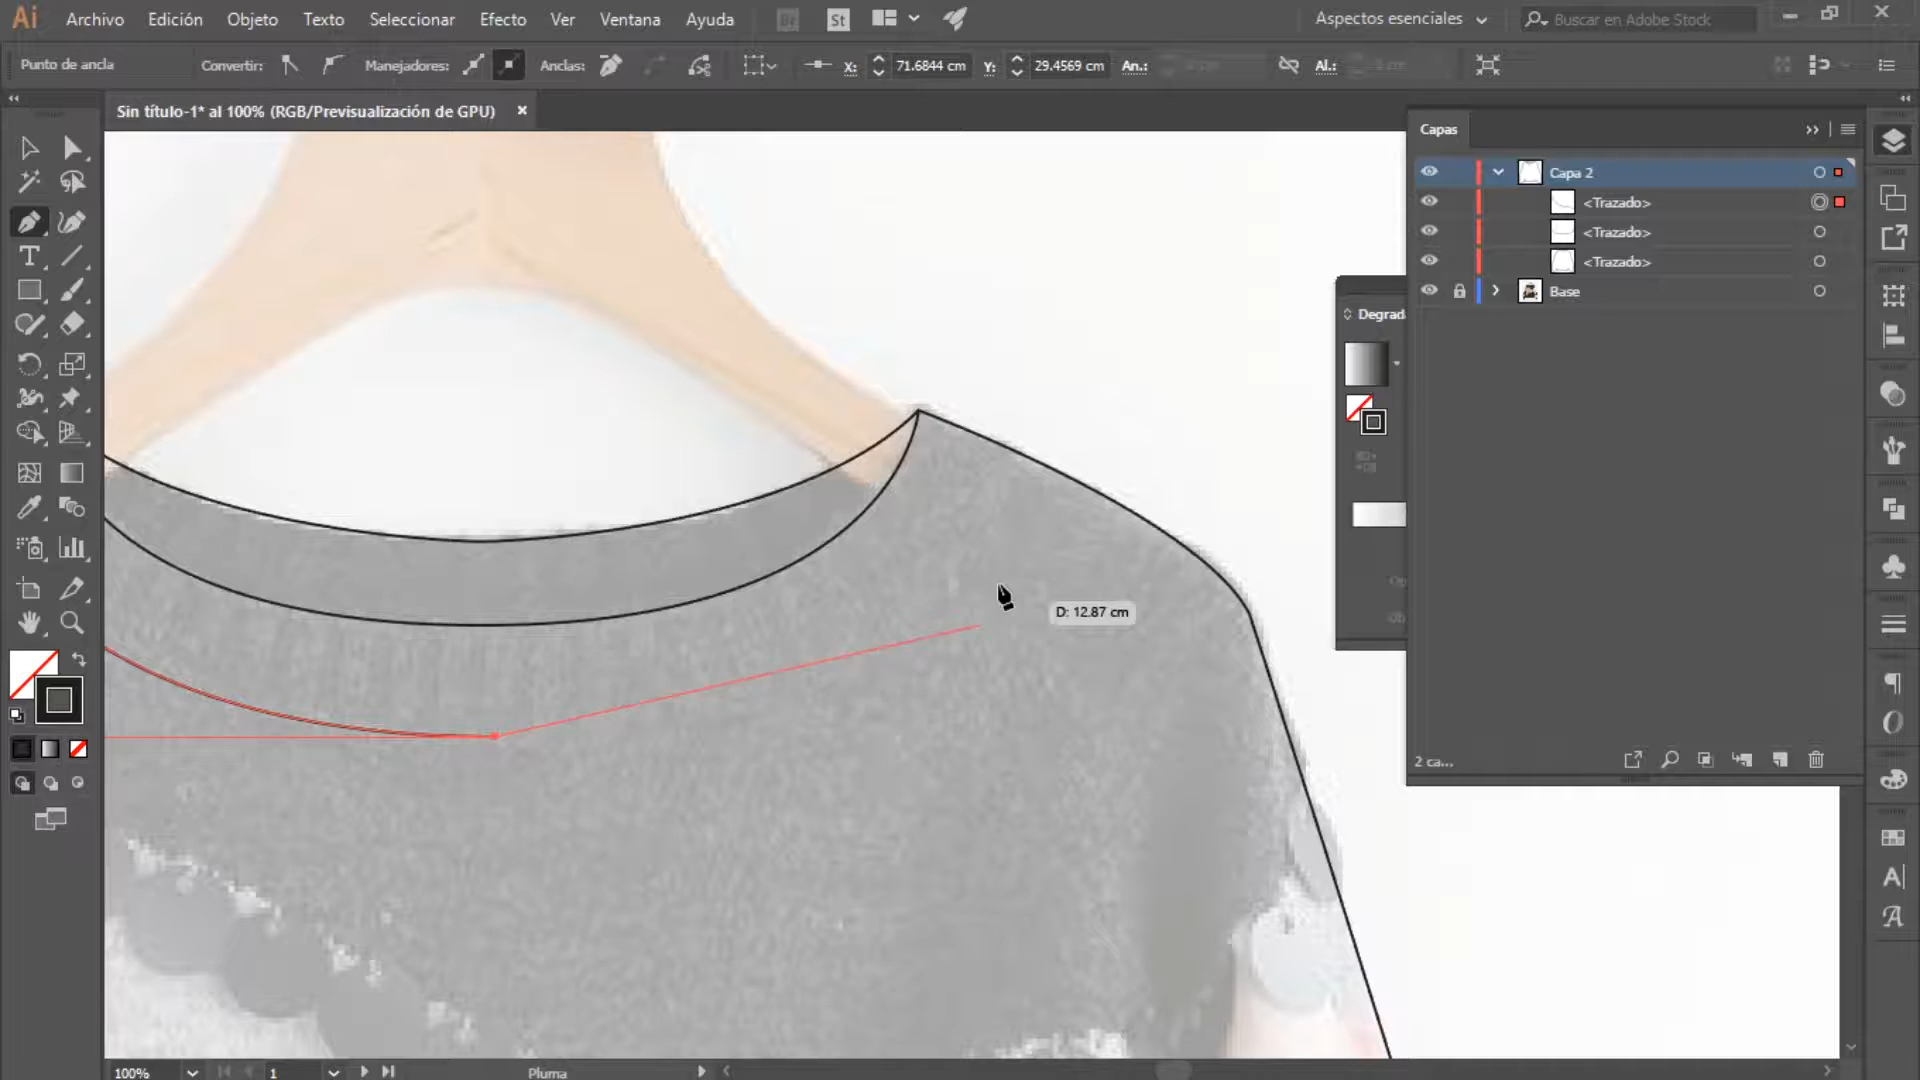 Ai Archivo Edición Objeto Texto Seleccionar Efecto Ver Ventana Ayuda Br St Aspectos esenciales Buscar en Adobe Stock
Punto de ancla Convertir: Manejadores: Anclas: X: 71.6844 cm Y: 29.4569 cm An.: Al.:
Sin título-1* al 100% (RGB/Previsualización de GPU) ×
Capas
Capa 2
<Trazado>
<Trazado>
<Trazado>
Base
Degrad
D: 12.87 cm
2 ca...
100% 1 Pluma